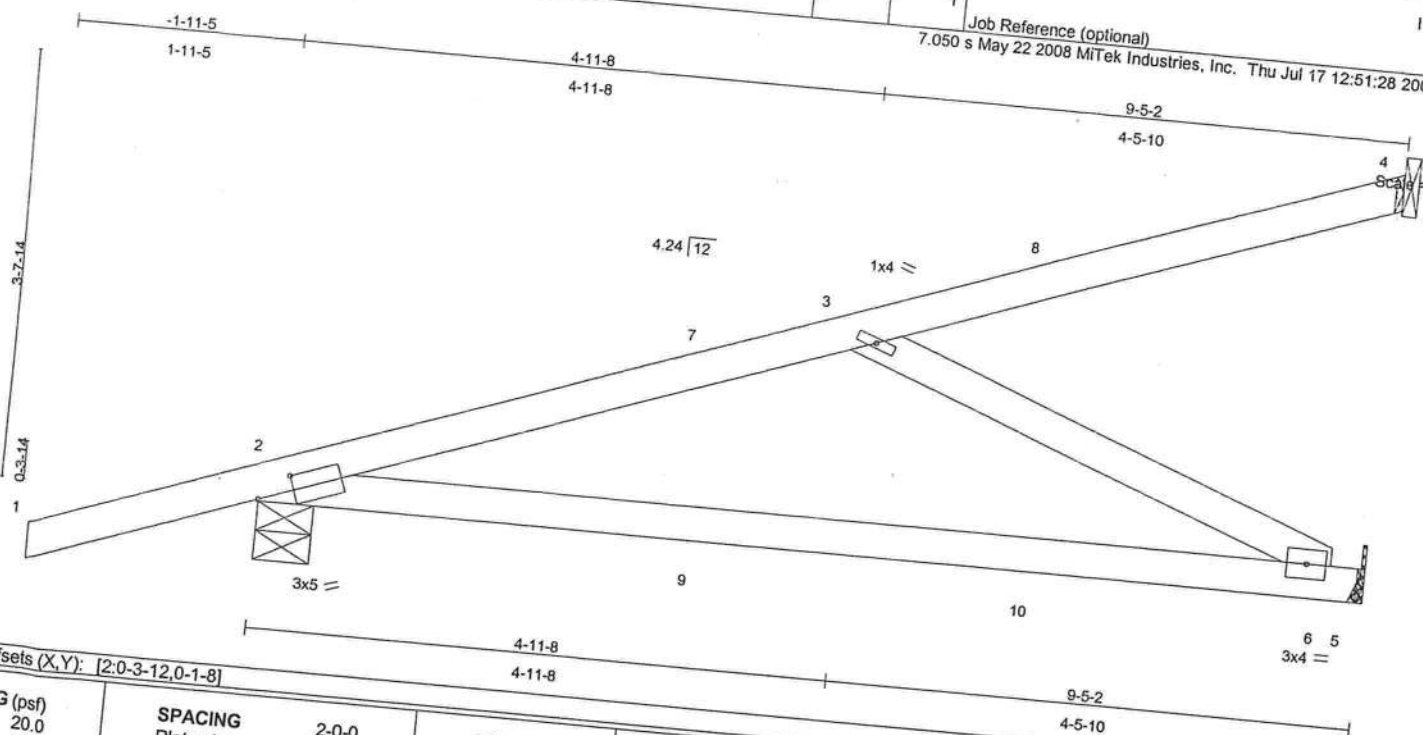 Job Reference (optional)
7.050 s May 22 2008 MiTek Industries, Inc. Thu Jul 17 12:51:28
-1-11-5
4-11-8
9-5-2
1-11-5
4-11-8
4-5-10
4
3-7-14
4.24 12
8
1x4 =
3
7
0-3-14
2
1
3x5 =
9
10
6 5
3x4 =
4-11-8
9-5-2
4-11-8
4-5-10
(X,Y): [2:0-3-12,0-1-8]
(psf)
SPACING 2-0-0
20.0